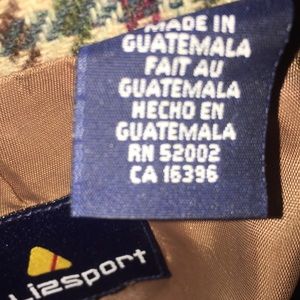 MADE IN
GUATEMALA
FAIT AU
GUATEMALA
HECHO EN
GUATEMALA
RN 52002
CA 16396
Lizsport